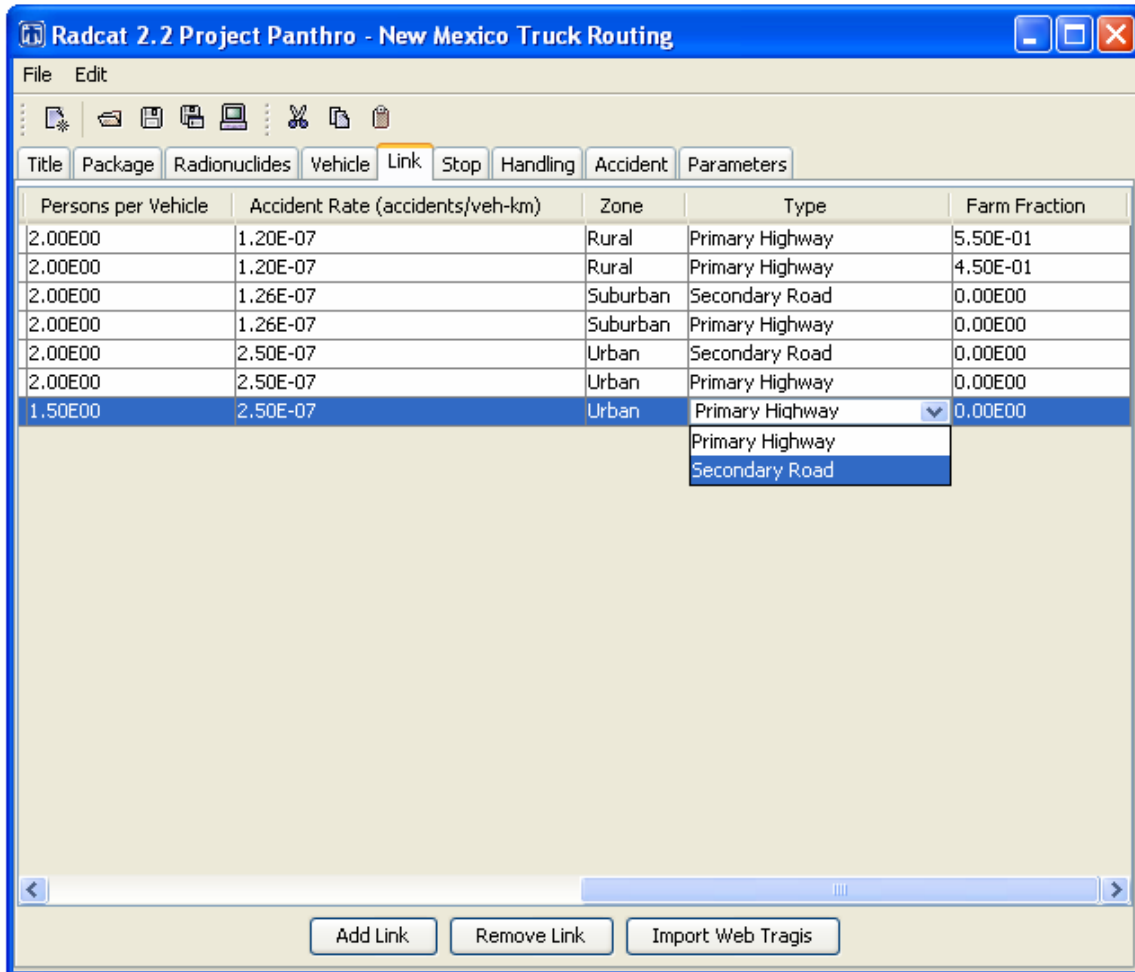 Radcat 2.2 Project Panthro - New Mexico Truck Routing
File Edit
Title Package Radionuclides Vehicle Link Stop Handling Accident Parameters
Persons per Vehicle Accident Rate (accidents/veh-km) Zone Type Farm Fraction
2.00E00 1.20E-07 Rural Primary Highway 5.50E-01
2.00E00 1.20E-07 Rural Primary Highway 4.50E-01
2.00E00 1.26E-07 Suburban Secondary Road 0.00E00
2.00E00 1.26E-07 Suburban Primary Highway 0.00E00
2.00E00 2.50E-07 Urban Secondary Road 0.00E00
2.00E00 2.50E-07 Urban Primary Highway 0.00E00
1.50E00 2.50E-07 Urban Primary Highway 0.00E00
Primary Highway
Secondary Road
Add Link Remove Link Import Web Tragis